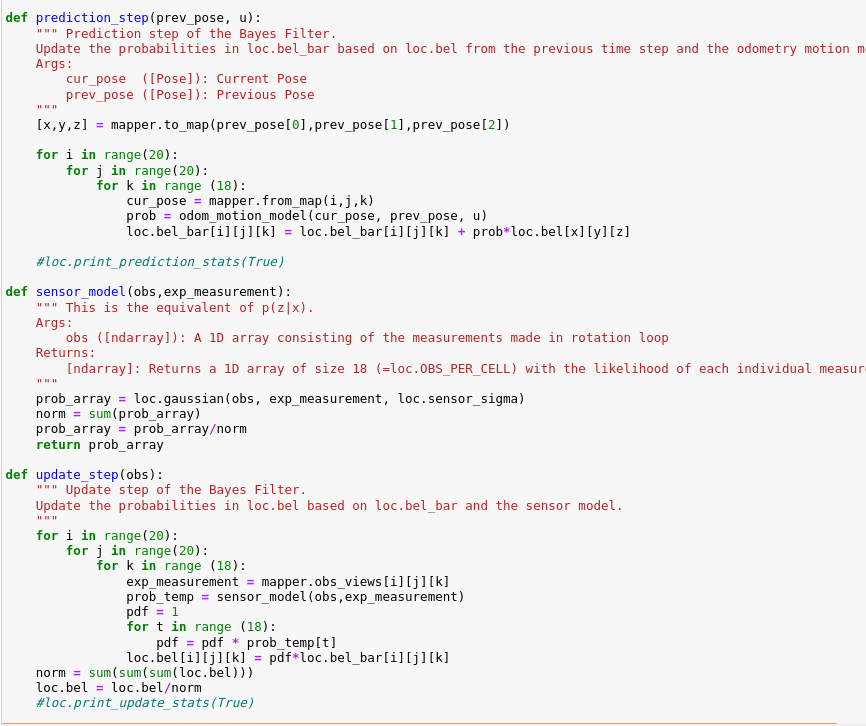 def prediction_step(prev_pose, u):
    """ Prediction step of the Bayes Filter.
    Update the probabilities in loc.bel_bar based on loc.bel from the previous time step and the odometry motion
    Args:
        cur_pose  ([Pose]): Current Pose
        prev_pose ([Pose]): Previous Pose
    """
    [x,y,z] = mapper.to_map(prev_pose[0],prev_pose[1],prev_pose[2])

    for i in range(20):
        for j in range(20):
            for k in range (18):
                cur_pose = mapper.from_map(i,j,k)
                prob = odom_motion_model(cur_pose, prev_pose, u)
                loc.bel_bar[i][j][k] = loc.bel_bar[i][j][k] + prob*loc.bel[x][y][z]

    #loc.print_prediction_stats(True)

def sensor_model(obs,exp_measurement):
    """ This is the equivalent of p(z|x).
    Args:
        obs ([ndarray]): A 1D array consisting of the measurements made in rotation loop
    Returns:
        [ndarray]: Returns a 1D array of size 18 (=loc.OBS_PER_CELL) with the likelihood of each individual
    """
    prob_array = loc.gaussian(obs, exp_measurement, loc.sensor_sigma)
    norm = sum(prob_array)
    prob_array = prob_array/norm
    return prob_array

def update_step(obs):
    """ Update step of the Bayes Filter.
    Update the probabilities in loc.bel based on loc.bel_bar and the sensor model.
    """
    for i in range(20):
        for j in range(20):
            for k in range (18):
                exp_measurement = mapper.obs_views[i][j][k]
                prob_temp = sensor_model(obs,exp_measurement)
                pdf = 1
                for t in range (18):
                    pdf = pdf * prob_temp[t]
                loc.bel[i][j][k] = pdf*loc.bel_bar[i][j][k]
    norm = sum(sum(sum(loc.bel)))
    loc.bel = loc.bel/norm
    #loc.print_update_stats(True)